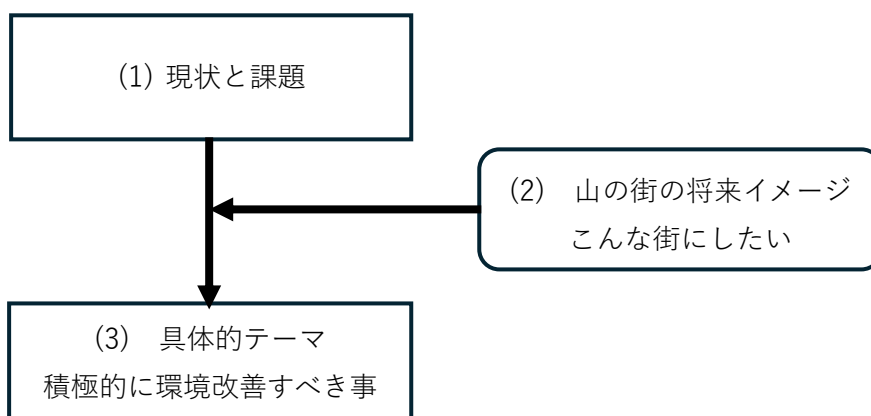 (1) 現状と課題
(2)　山の街の将来イメージ
こんな街にしたい
(3)　具体的テーマ
積極的に環境改善すべき事